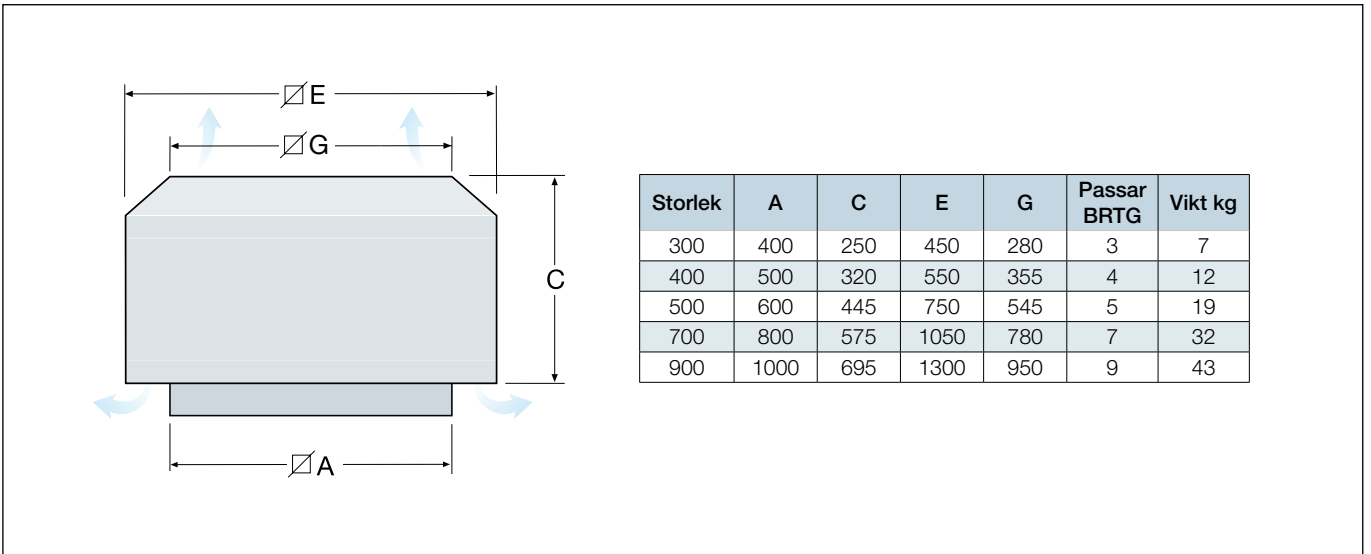 ⌀E
⌀G
C
⌀A
Storlek A C E G Passar BRTG Vikt kg
300 400 250 450 280 3 7
400 500 320 550 355 4 12
500 600 445 750 545 5 19
700 800 575 1050 780 7 32
900 1000 695 1300 950 9 43